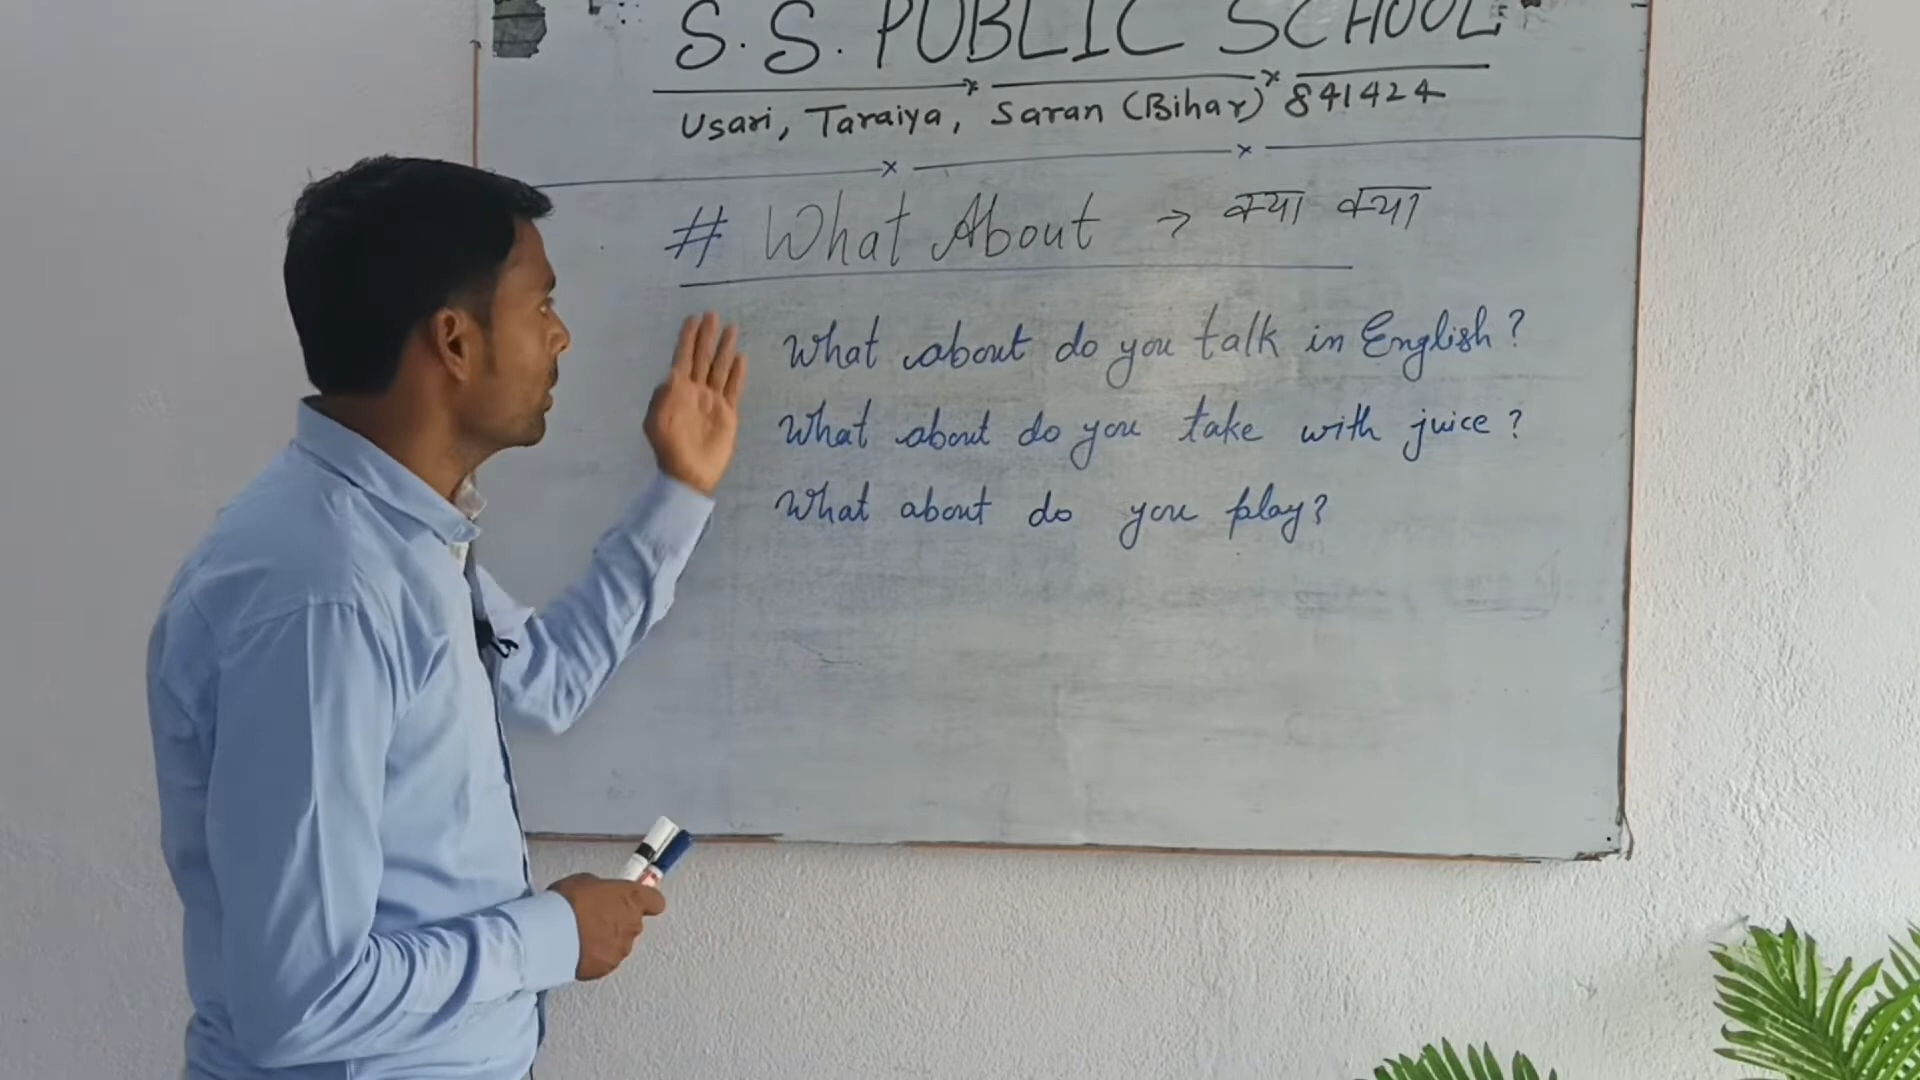 S.S. PUBLIC SCHOOL
Usari, Taraiya, Saran (Bihar) 841424
# What About → क्या क्या
What about do you talk in English?
What about do you take with juice?
What about do you play?